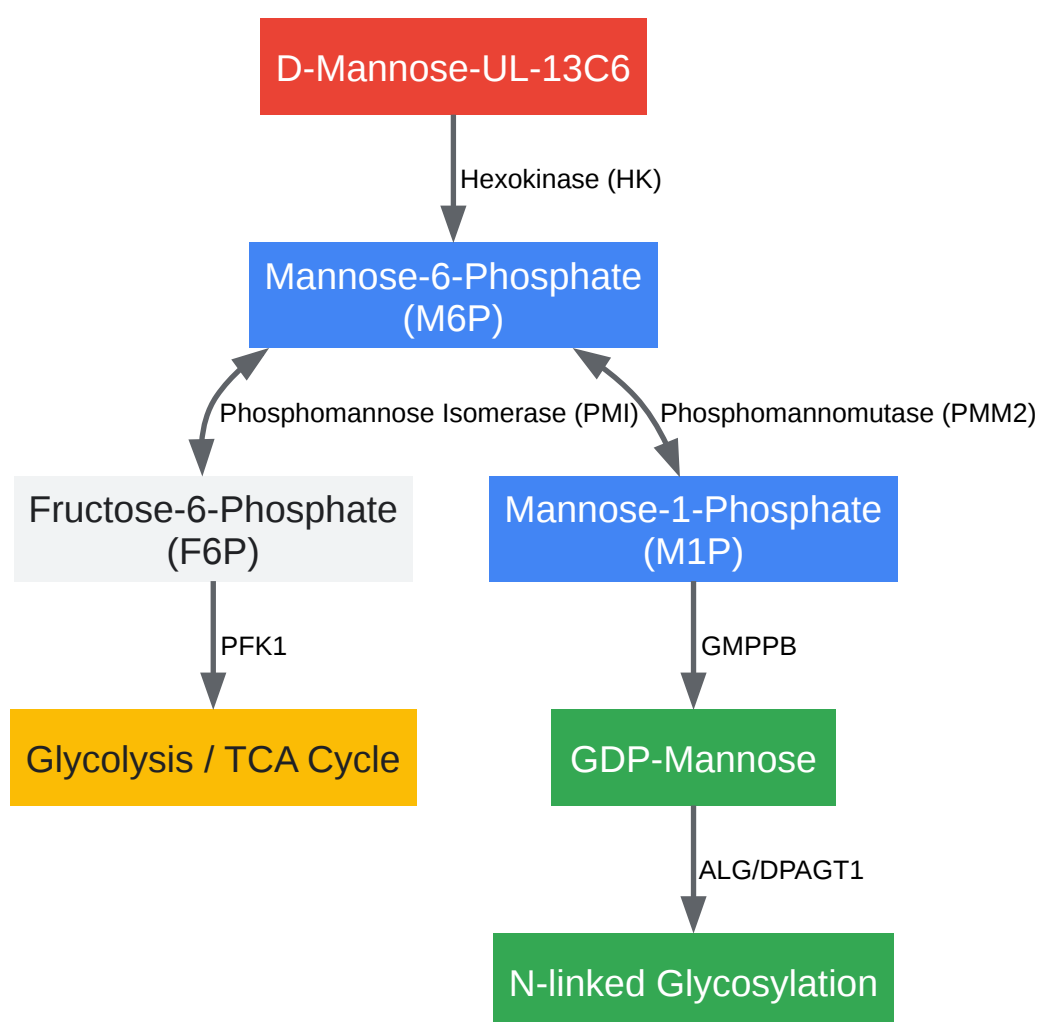 D-Mannose-UL-13C6
Hexokinase (HK)
Mannose-6-Phosphate
(M6P)
Phosphomannose Isomerase (PMI)
Phosphomannomutase (PMM2)
Fructose-6-Phosphate
(F6P)
Mannose-1-Phosphate
(M1P)
PFK1
GMPPB
Glycolysis / TCA Cycle
GDP-Mannose
ALG/DPAGT1
N-linked Glycosylation